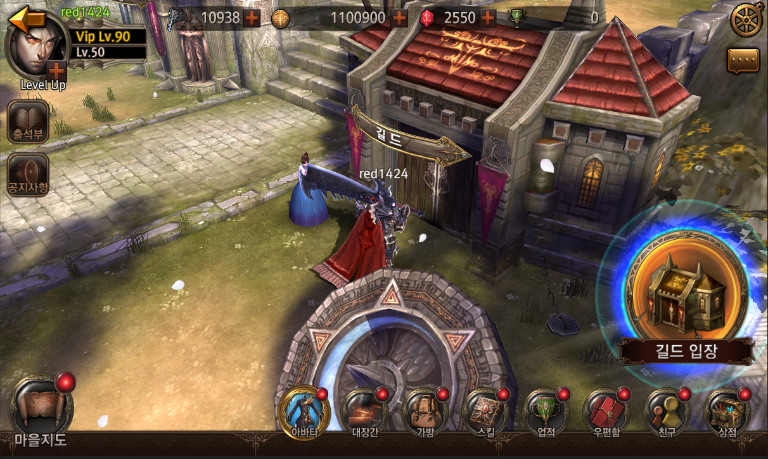 red1424
10938
1100900
2550
0
Vip Lv.90
Lv.50
Level Up
출석부
길드
공지사항
red1424
길드 입장
마을지도
아바타
대장간
가방
스킬
업적
우편함
친구
상점